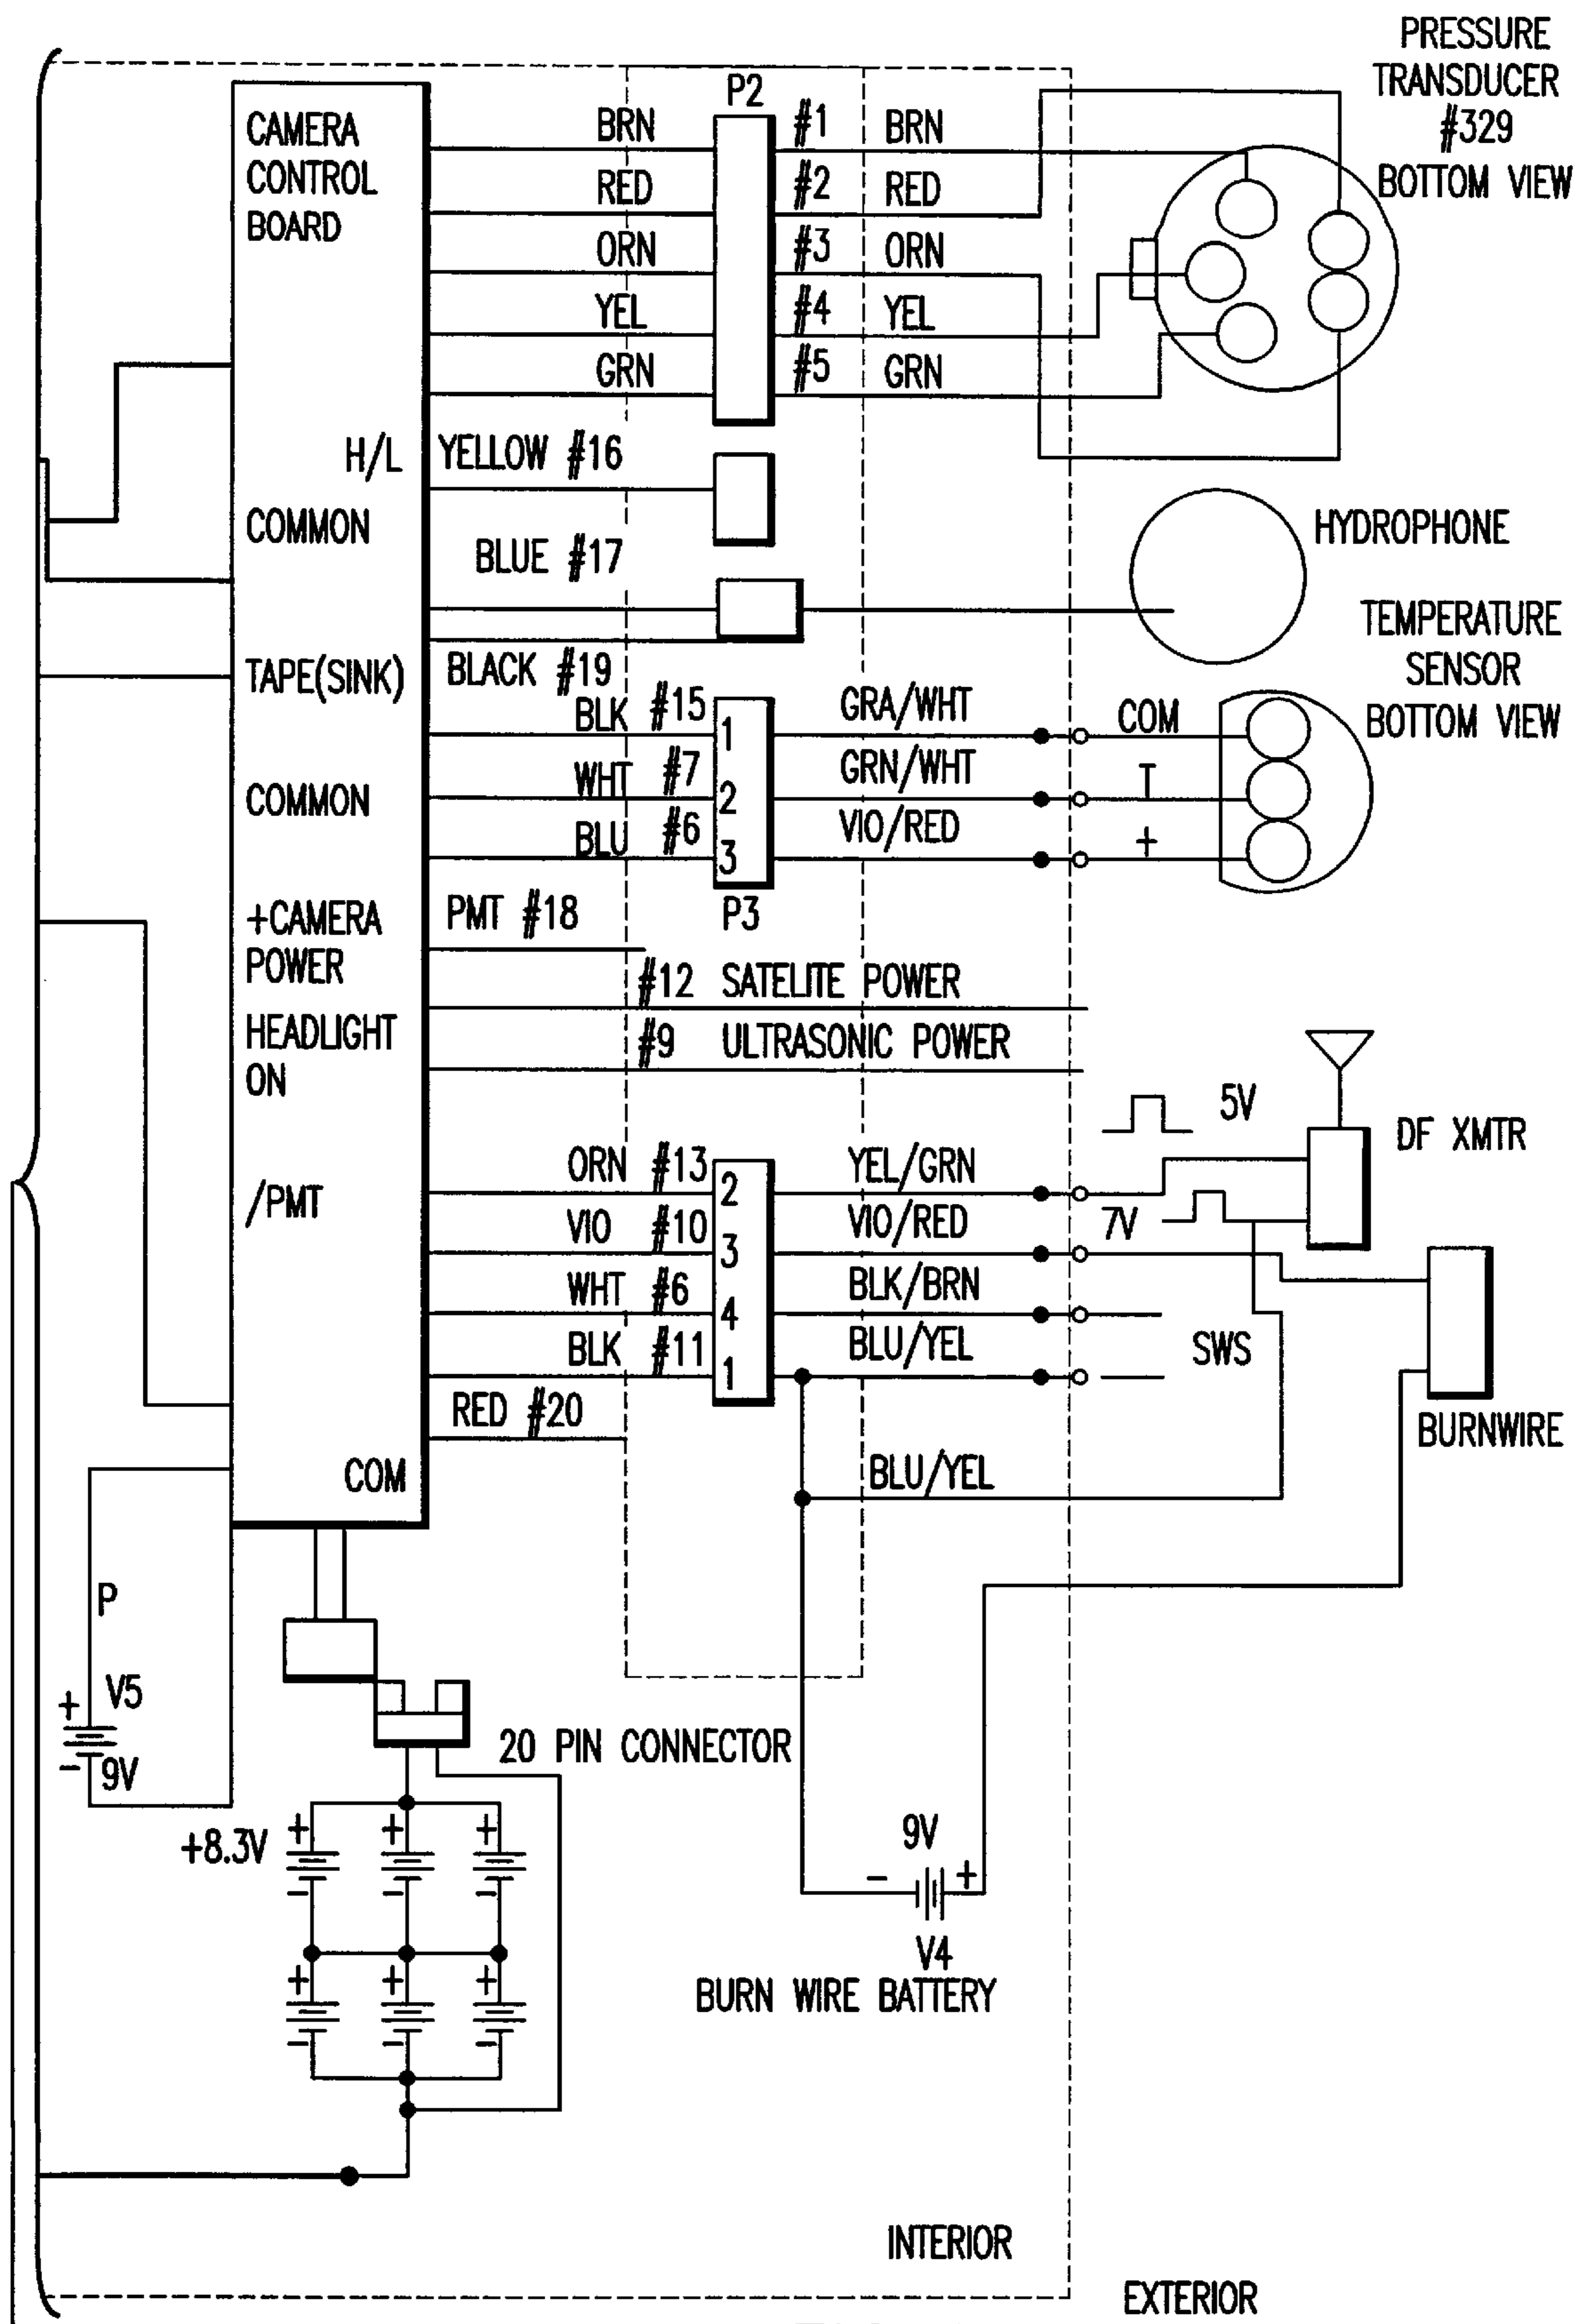 PRESSURE
TRANSDUCER
#329
BOTTOM VIEW
P2
CAMERA
CONTROL
BOARD
BRN #1 BRN
RED #2 RED
ORN #3 ORN
YEL #4 YEL
GRN #5 GRN
H/L YELLOW #16
COMMON
BLUE #17
HYDROPHONE
TAPE(SINK) BLACK #19
TEMPERATURE
SENSOR
BOTTOM VIEW
BLK #15 1 GRA/WHT COM
COMMON WHT #7 2 GRN/WHT T
BLU #6 3 VIO/RED +
P3
+CAMERA
POWER
PMT #18
#12 SATELITE POWER
HEADLIGHT
ON
#9 ULTRASONIC POWER
5V
DF XMTR
/PMT
ORN #13 2 YEL/GRN
VIO #10 3 VIO/RED 7V
WHT #6 4 BLK/BRN
BLK #11 1 BLU/YEL SWS
RED #20
BURNWIRE
COM
BLU/YEL
P
+ V5
- 9V
20 PIN CONNECTOR
+8.3V + + +
- - -
9V
- +
V4
BURN WIRE BATTERY
+ + +
- - -
INTERIOR
EXTERIOR